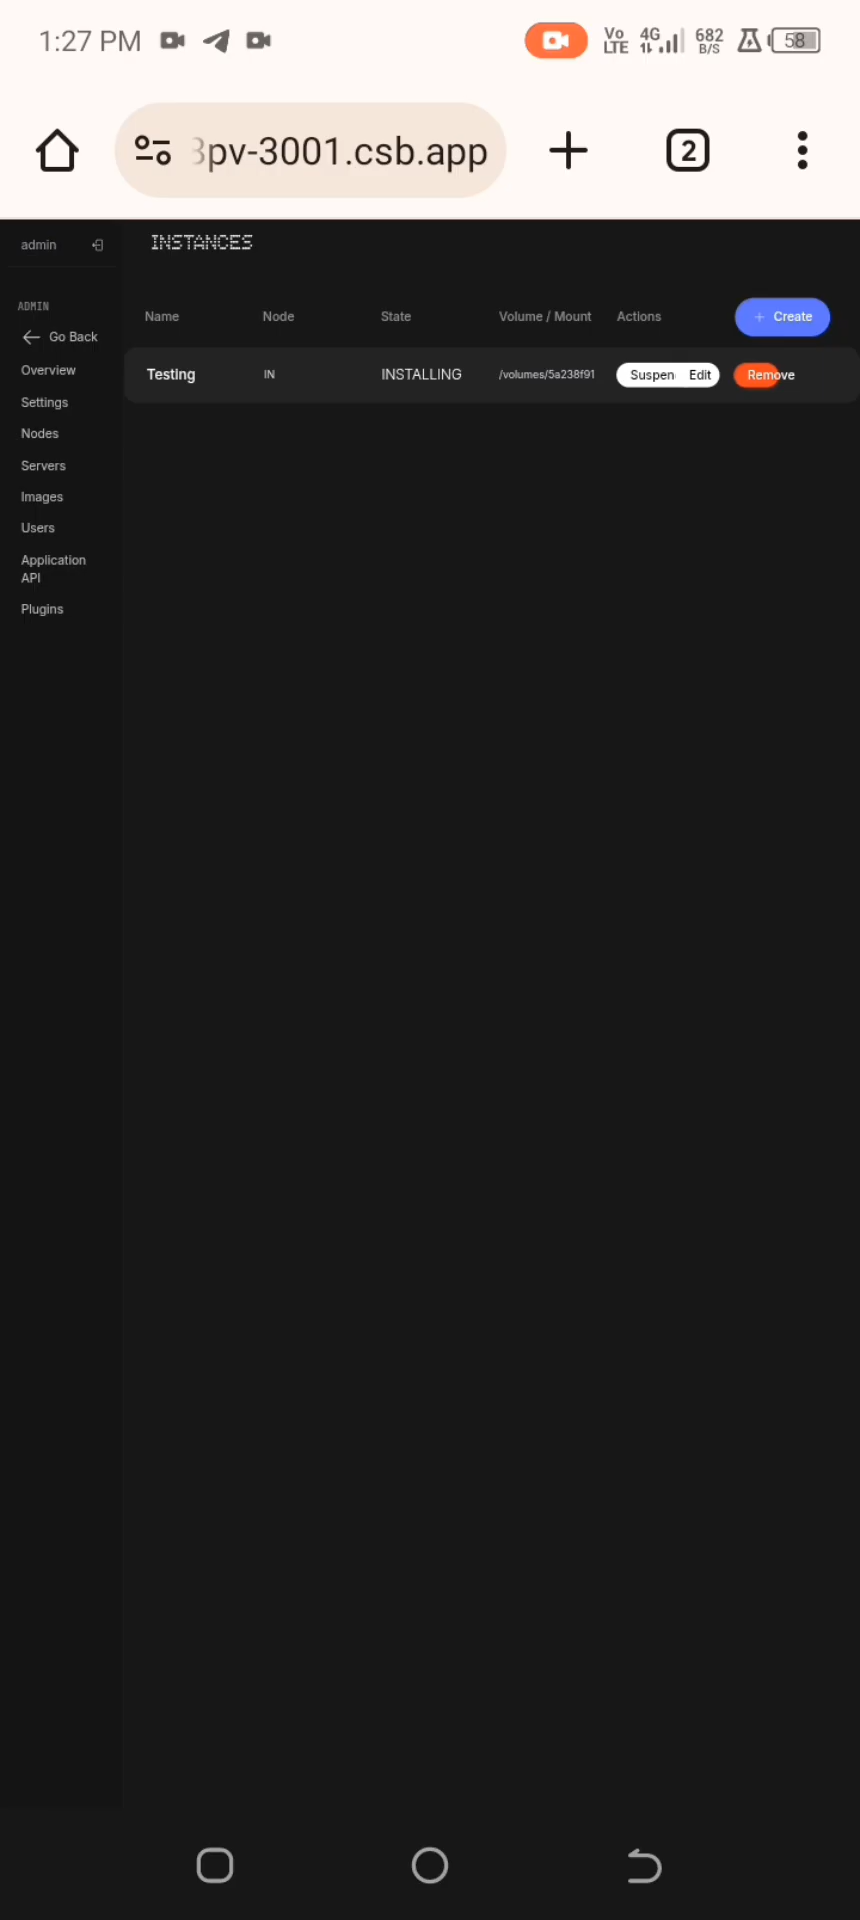 1:27 PM
Vo LTE 4G 682 B/S 58
3pv-3001.csb.app
2
admin
INSTANCES
ADMIN
Go Back
Overview
Settings
Nodes
Servers
Images
Users
Application
API
Plugins
Name Node State Volume / Mount Actions + Create
Testing IN INSTALLING /volumes/5a238f91 Suspen Edit Remove